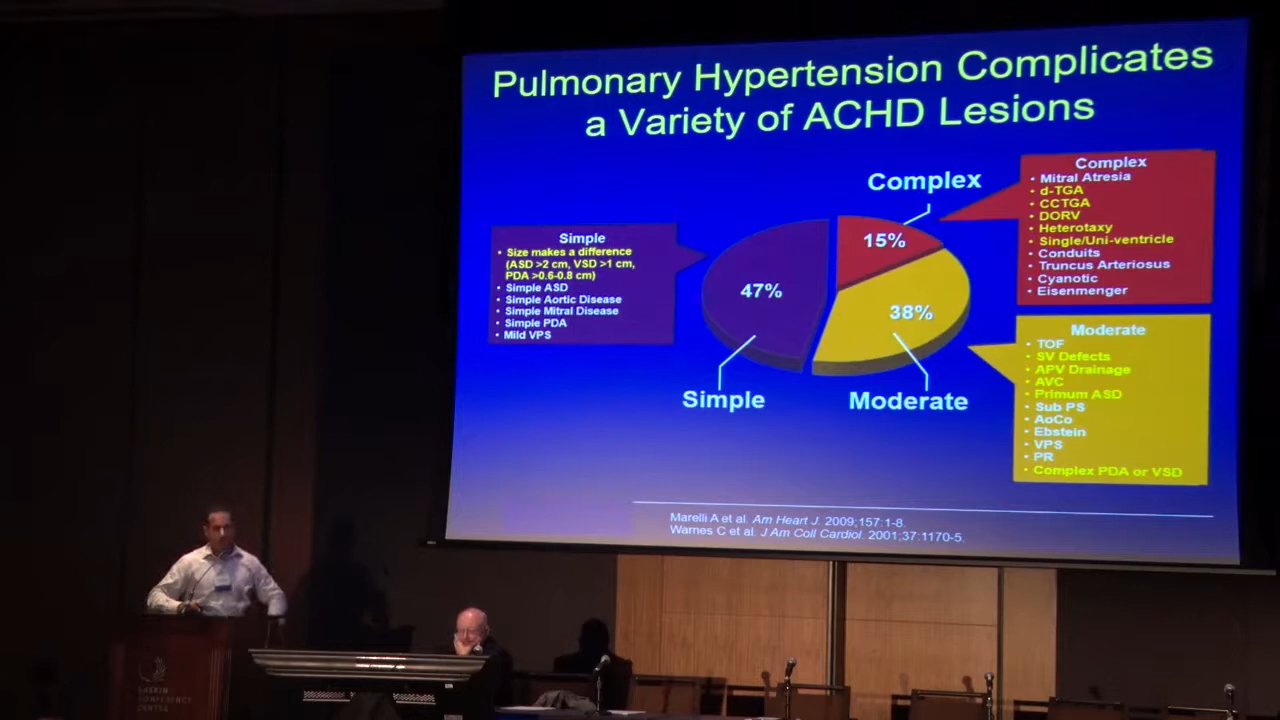 Pulmonary Hypertension Complicates
a Variety of ACHD Lesions
Simple
• Size makes a difference
(ASD >2 cm, VSD >1 cm,
PDA >0.6-0.8 cm)
• Simple ASD
• Simple Aortic Disease
• Simple Mitral Disease
• Simple PDA
• Mild VPS
47%
Simple
Complex
15%
38%
Moderate
Complex
• Mitral Atresia
• d-TGA
• CCTGA
• DORV
• Heterotaxy
• Single/Uni-ventricle
• Conduits
• Truncus Arteriosus
• Cyanotic
• Eisenmenger
Moderate
• TOF
• SV Defects
• APV Drainage
• AVC
• Primum ASD
• Sub PS
• AoCo
• Ebstein
• VPS
• PR
• Complex PDA or VSD
Marelli A et al. Am Heart J. 2009;157:1-8.
Warnes C et al. J Am Coll Cardiol. 2001;37:1170-5.
LUSKIN
CONFERENCE
CENTER